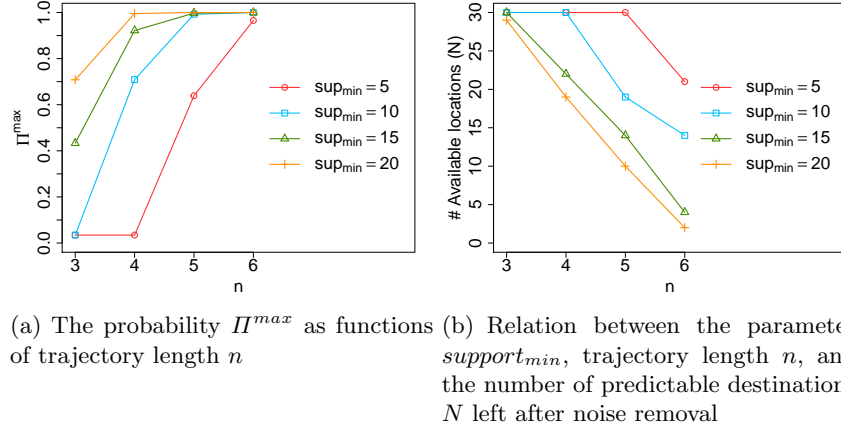 1.0
0.8
0.6
0.4
0.2
0.0
Π^max
3 4 5 6
n
sup_min = 5
sup_min = 10
sup_min = 15
sup_min = 20
30
25
20
15
10
5
0
# Available locations (N)
3 4 5 6
n
sup_min = 5
sup_min = 10
sup_min = 15
sup_min = 20
(a) The probability Π^max as functions
of trajectory length n
(b) Relation between the paramete
support_min, trajectory length n, an
the number of predictable destination
N left after noise removal